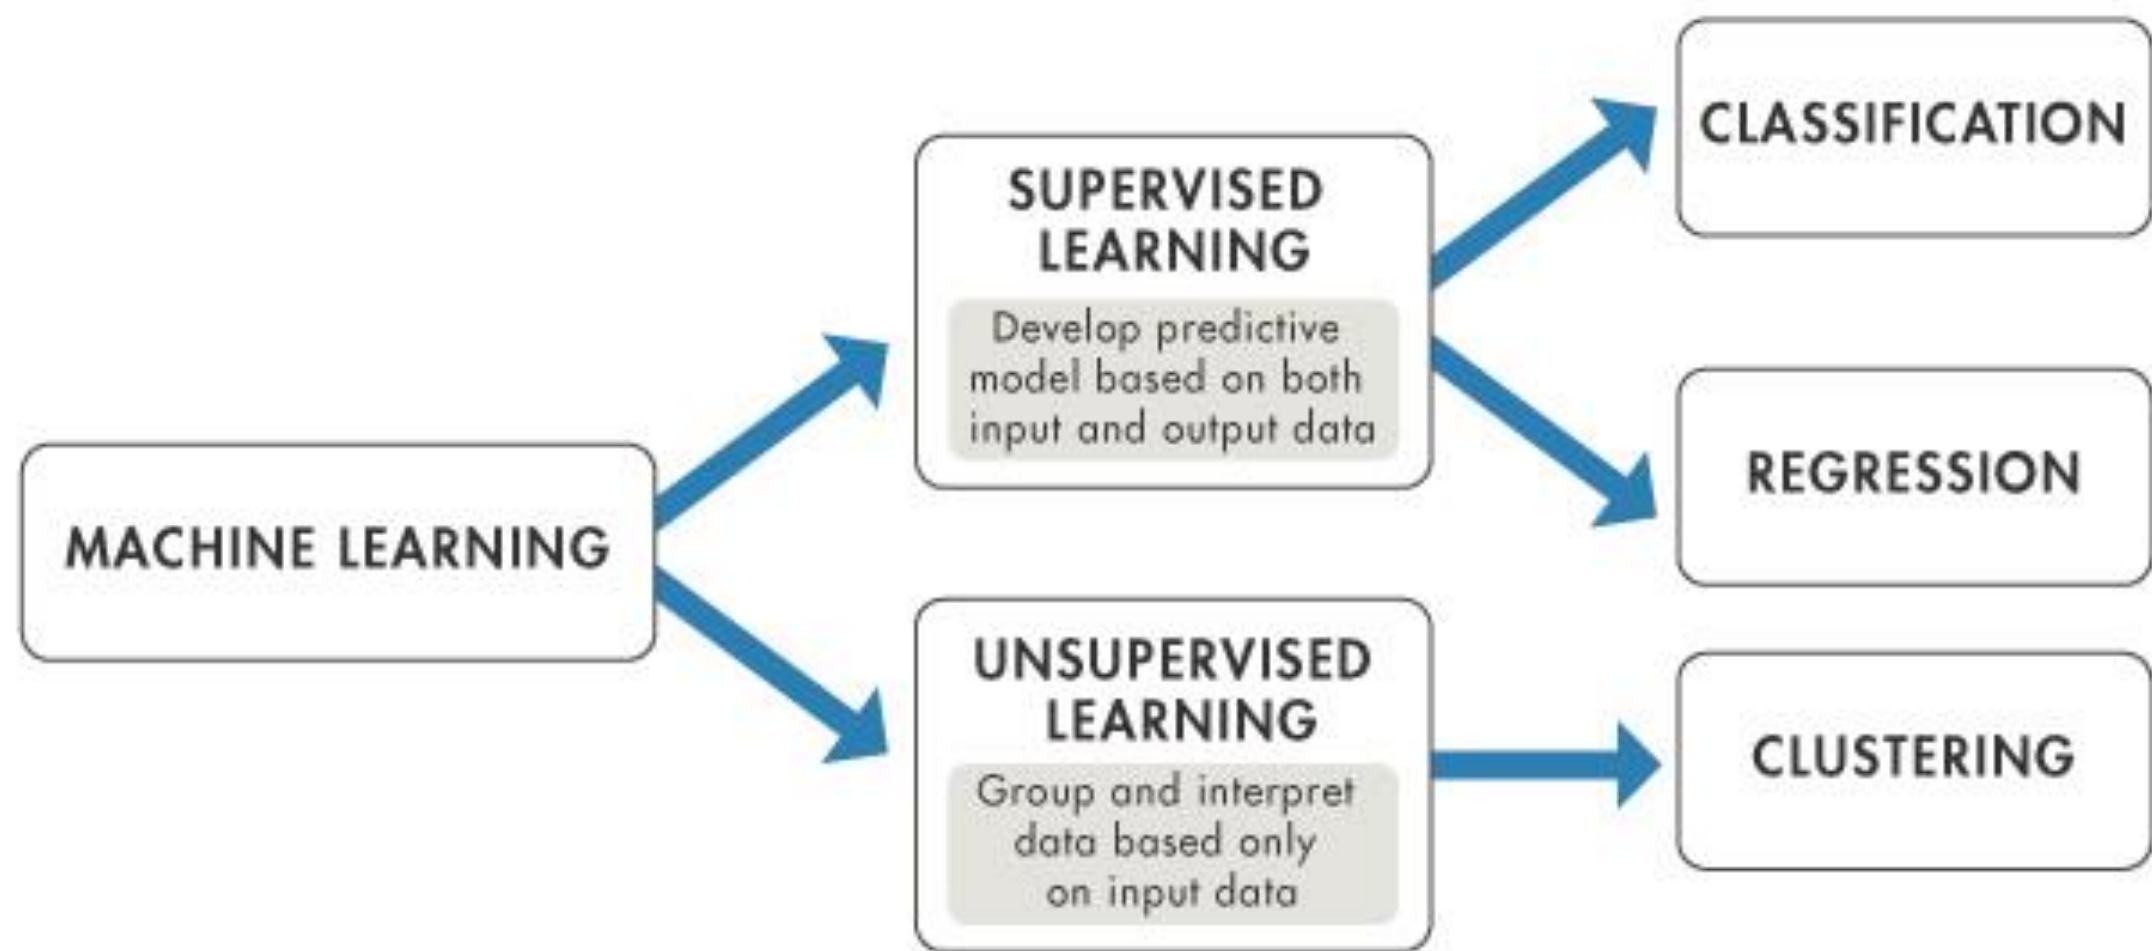 MACHINE LEARNING
SUPERVISED
LEARNING
Develop predictive
model based on both
input and output data
UNSUPERVISED
LEARNING
Group and interpret
data based only
on input data
CLASSIFICATION
REGRESSION
CLUSTERING